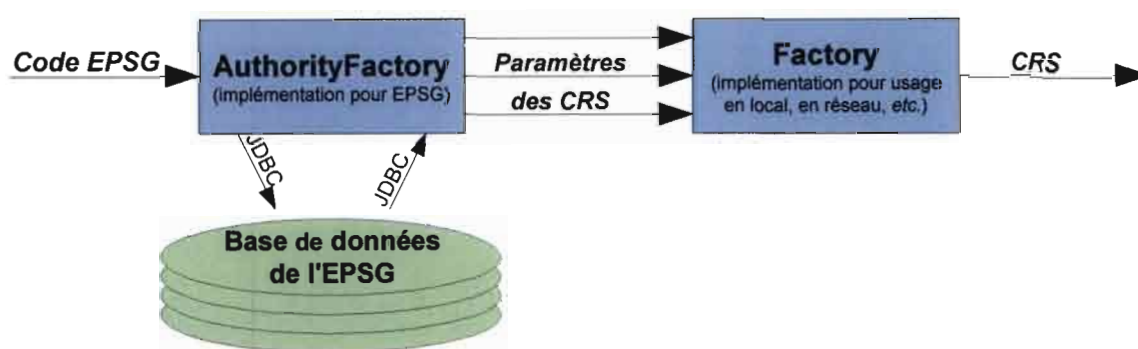 Code EPSG
AuthorityFactory
(implémentation pour EPSG)
Paramètres
des CRS
Factory
(implémentation pour usage
en local, en réseau, etc.)
CRS
JDBC
JDBC
Base de données
de l'EPSG